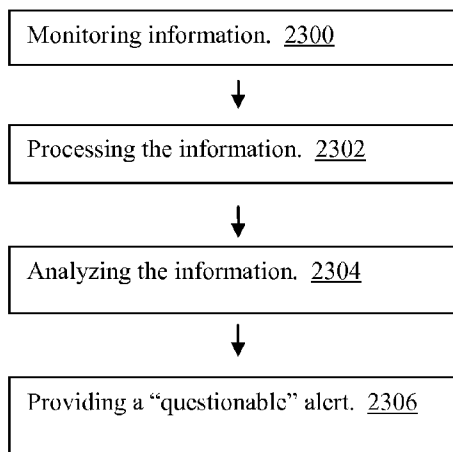 Monitoring information. 2300
Processing the information. 2302
Analyzing the information. 2304
Providing a “questionable” alert. 2306